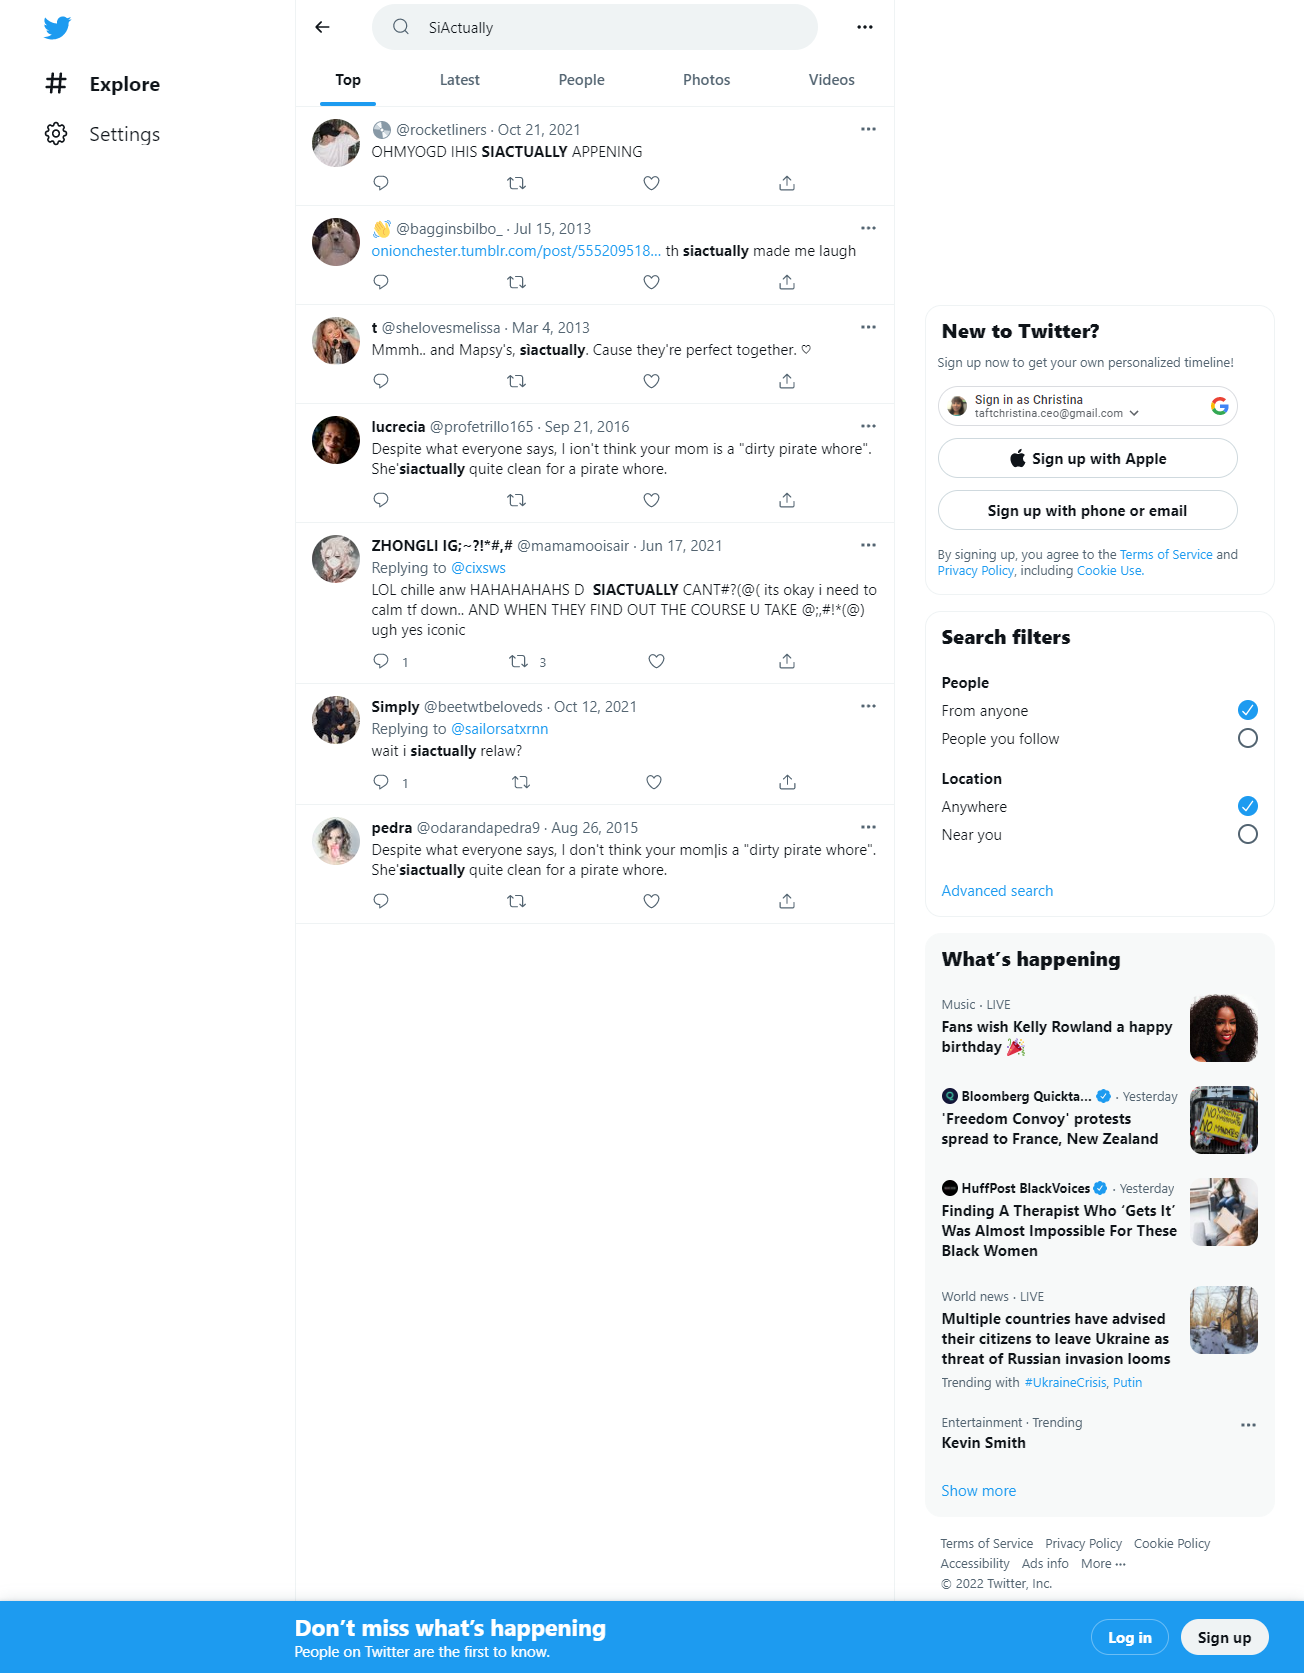 SiActually
Explore
Settings
Top Latest People Photos Videos
@rocketliners · Oct 21, 2021
OHMYOGD IHIS SIACTUALLY APPENING
@bagginsbilbo_ · Jul 15, 2013
onionchester.tumblr.com/post/555209518... th siactually made me laugh
t @shelovesmelissa · Mar 4, 2013
Mmmh.. and Mapsy's, sìactually. Cause they're perfect together. ♡
lucrecia @profetrillo165 · Sep 21, 2016
Despite what everyone says, I ion't think your mom is a "dirty pirate whore".
She'siactually quite clean for a pirate whore.
ZHONGLI IG;~?!*#,# @mamamooisair · Jun 17, 2021
Replying to @cixsws
LOL chille anw HAHAHAHAHS D SIACTUALLY CANT#?(@( its okay i need to
calm tf down.. AND WHEN THEY FIND OUT THE COURSE U TAKE @;,#!*(@)
ugh yes iconic
1 3
Simply @beetwtbeloveds · Oct 12, 2021
Replying to @sailorsatxrnn
wait i siactually relaw?
1
pedra @odarandapedra9 · Aug 26, 2015
Despite what everyone says, I don't think your mom|is a "dirty pirate whore".
She'siactually quite clean for a pirate whore.
New to Twitter?
Sign up now to get your own personalized timeline!
Sign in as Christina
taftchristina.ceo@gmail.com
Sign up with Apple
Sign up with phone or email
By signing up, you agree to the Terms of Service and
Privacy Policy, including Cookie Use.
Search filters
People
From anyone
People you follow
Location
Anywhere
Near you
Advanced search
What's happening
Music · LIVE
Fans wish Kelly Rowland a happy
birthday 🎉
Bloomberg Quickta... · Yesterday
'Freedom Convoy' protests
spread to France, New Zealand
HuffPost BlackVoices · Yesterday
Finding A Therapist Who ‘Gets It’
Was Almost Impossible For These
Black Women
World news · LIVE
Multiple countries have advised
their citizens to leave Ukraine as
threat of Russian invasion looms
Trending with #UkraineCrisis, Putin
Entertainment · Trending
Kevin Smith
Show more
Terms of Service Privacy Policy Cookie Policy
Accessibility Ads info More ···
© 2022 Twitter, Inc.
Don’t miss what’s happening
People on Twitter are the first to know.
Log in
Sign up